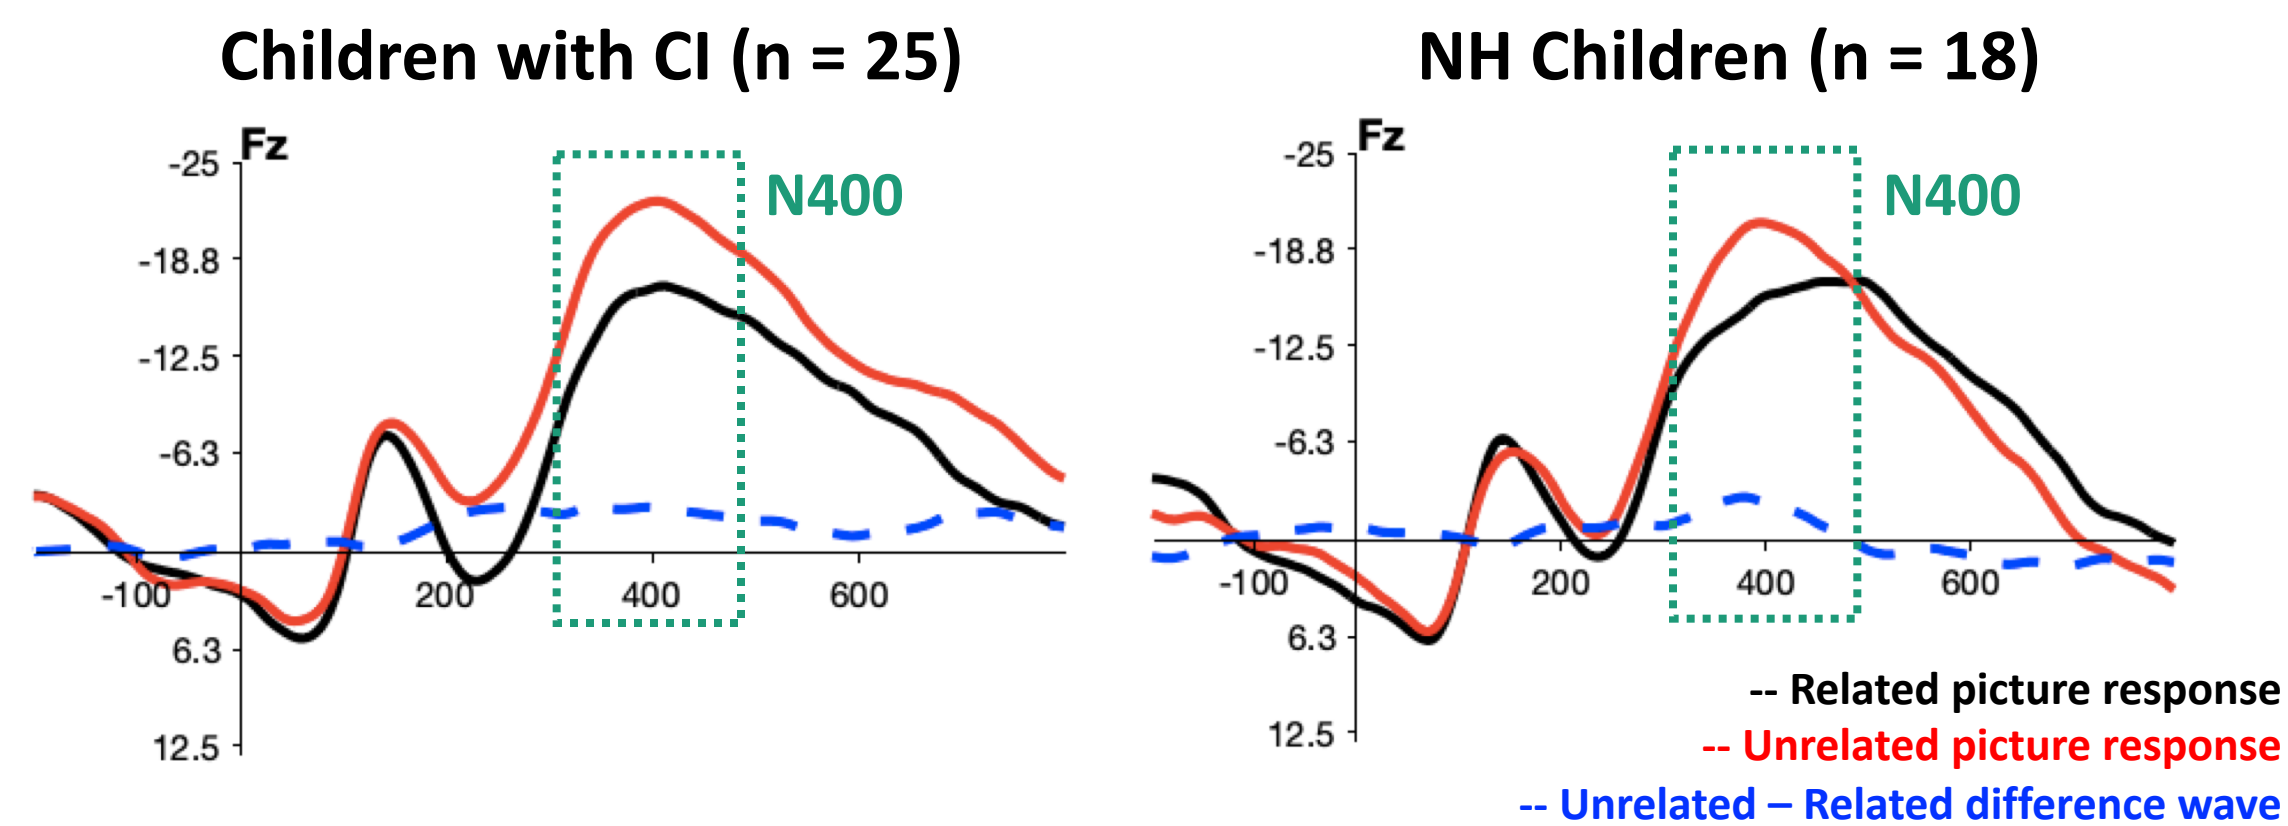 Children with CI (n = 25)
Fz
-25
-18.8
-12.5
-6.3
6.3
12.5
-100
200
400
600
N400
NH Children (n = 18)
Fz
-25
-18.8
-12.5
-6.3
6.3
12.5
-100
200
400
600
N400
-- Related picture response
-- Unrelated picture response
-- Unrelated – Related difference wave